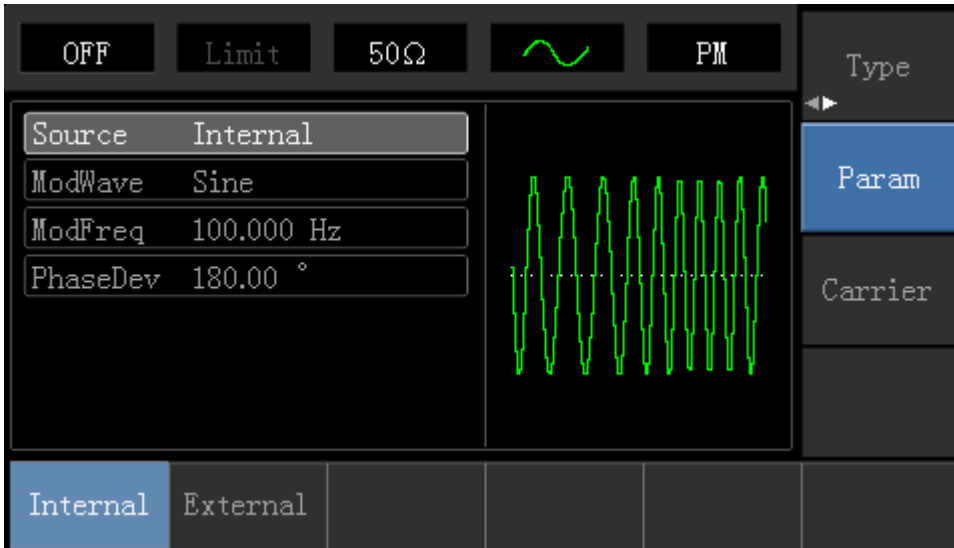 OFF Limit 50Ω PM
Type
Source Internal
ModWave Sine
ModFreq 100.000 Hz
PhaseDev 180.00 °
Param
Carrier
Internal External